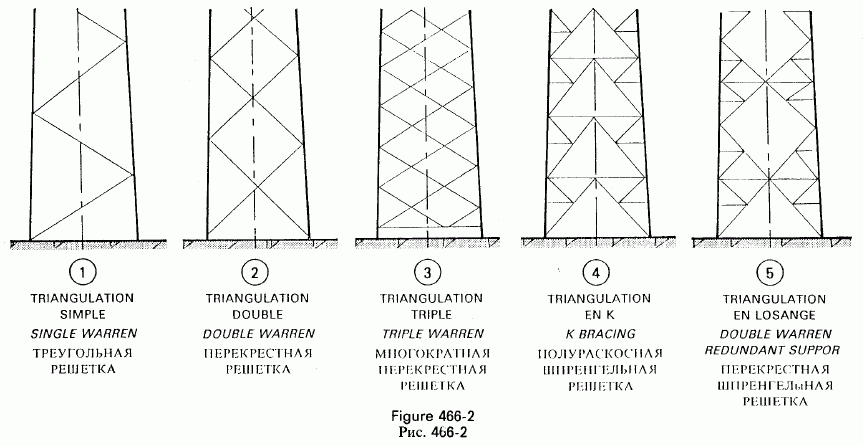 1
TRIANGULATION
SIMPLE
SINGLE WARREN
ТРЕУГОЛЬНАЯ
РЕШЕТКА
2
TRIANGULATION
DOUBLE
DOUBLE WARREN
ПЕРЕКРЕСТНАЯ
РЕШЕТКА
3
TRIANGULATION
TRIPLE
TRIPLE WARREN
МНОГОКРАТНАЯ
ПЕРЕКРЕСТНАЯ
РЕШЕТКА
4
TRIANGULATION
EN K
K BRACING
ПОЛУРАСКОСНАЯ
ШПРЕНГЕЛЬНАЯ
РЕШЕТКА
5
TRIANGULATION
EN LOSANGE
DOUBLE WARREN
REDUNDANT SUPPOR
ПЕРЕКРЕСТНАЯ
ШПРЕНГЕЛыНАЯ
РЕШЕТКА
Figure 466-2
Рис. 466-2